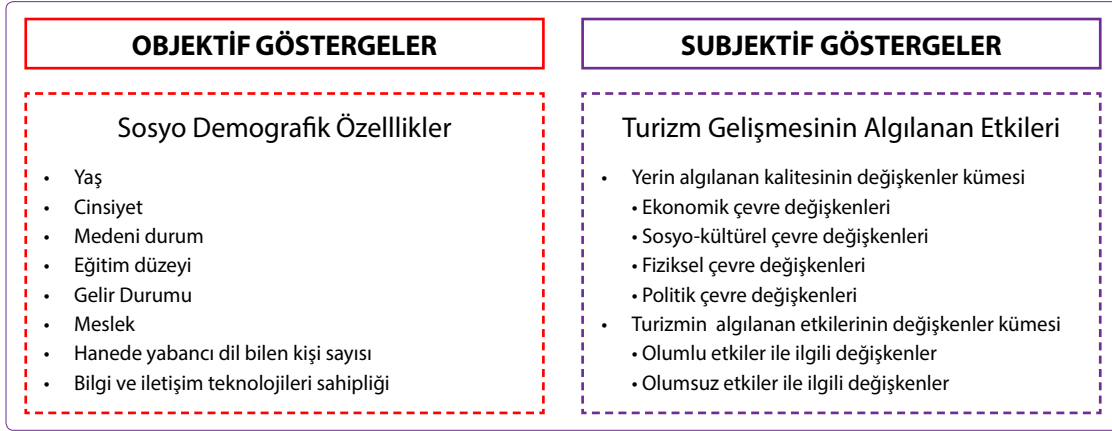 OBJEKTİF GÖSTERGELER
Sosyo Demografik Özelllikler
• Yaş
• Cinsiyet
• Medeni durum
• Eğitim düzeyi
• Gelir Durumu
• Meslek
• Hanede yabancı dil bilen kişi sayısı
• Bilgi ve iletişim teknolojileri sahipliği
SUBJEKTİF GÖSTERGELER
Turizm Gelişmesinin Algılanan Etkileri
• Yerin algılanan kalitesinin değişkenler kümesi
• Ekonomik çevre değişkenleri
• Sosyo-kültürel çevre değişkenleri
• Fiziksel çevre değişkenleri
• Politik çevre değişkenleri
• Turizmin algılanan etkilerinin değişkenler kümesi
• Olumlu etkiler ile ilgili değişkenler
• Olumsuz etkiler ile ilgili değişkenler